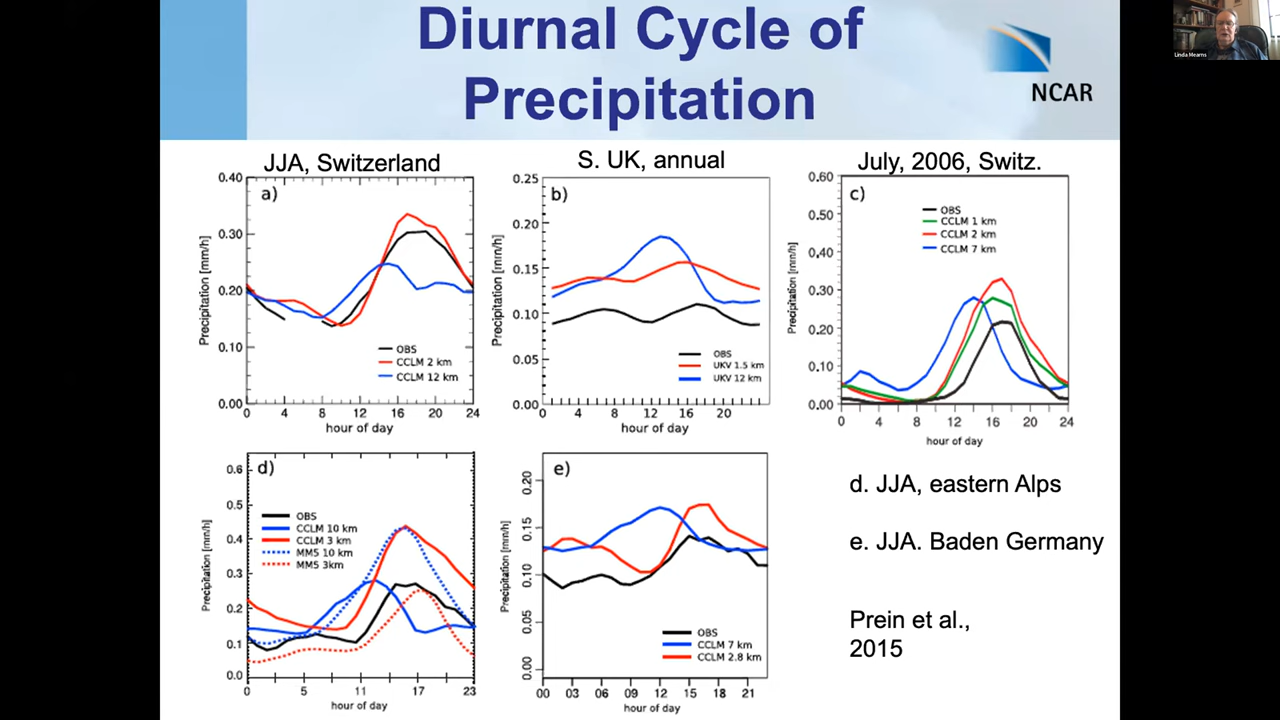 Diurnal Cycle of
Precipitation
NCAR
Linda Mearns
JJA, Switzerland
0.40
0.30
0.20
0.10
0.00
Precipitation [mm/h]
a)
OBS
CCLM 2 km
CCLM 12 km
0 4 8 12 16 20 24
hour of day
S. UK, annual
0.25
0.20
0.15
0.10
0.05
0.00
Precipitation [mm/h]
b)
OBS
UKV 1.5 km
UKV 12 km
0 4 8 12 16 20
hour of day
July, 2006, Switz.
0.60
0.50
0.40
0.30
0.20
0.10
0.00
Precipitation [mm/h]
c)
OBS
CCLM 1 km
CCLM 2 km
CCLM 7 km
0 4 8 12 16 20 24
hour of day
0.6
0.5
0.4
0.3
0.2
0.1
0.0
Precipitation [mm/h]
d)
OBS
CCLM 10 km
CCLM 3 km
MM5 10 km
MM5 3km
0 5 11 17 23
hour of day
0.20
0.15
0.10
0.05
0.00
Precipitation [mm/h]
e)
OBS
CCLM 7 km
CCLM 2.8 km
00 03 06 09 12 15 18 21
hour of day
d. JJA, eastern Alps
e. JJA. Baden Germany
Prein et al.,
2015